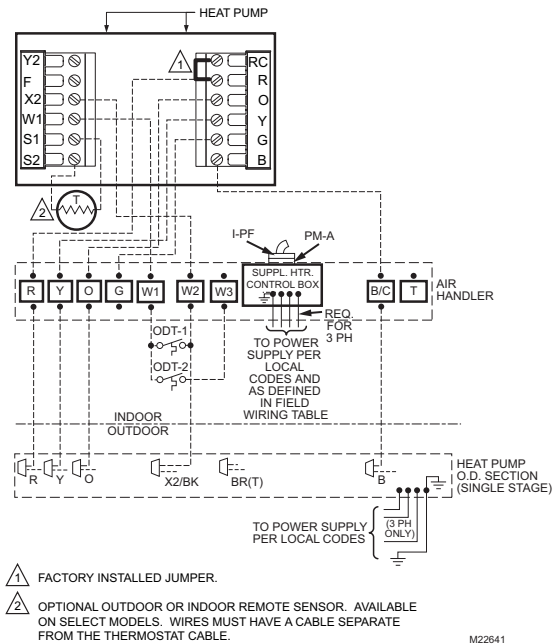 HEAT PUMP
Y2
F
X2
W1
S1
S2
1
RC
R
O
Y
G
B
2
T
I-PF
PM-A
R
Y
O
G
W1
W2
W3
SUPPL. HTR.
CONTROL BOX
B/C
T
AIR
HANDLER
REQ.
FOR
3 PH
ODT-1
ODT-2
TO POWER
SUPPLY PER
LOCAL
CODES AND
AS DEFINED
IN FIELD
WIRING TABLE
INDOOR
OUTDOOR
R
Y
O
X2/BK
BR(T)
B
HEAT PUMP
O.D. SECTION
(SINGLE STAGE)
TO POWER SUPPLY
PER LOCAL CODES
(3 PH
ONLY)
1 FACTORY INSTALLED JUMPER.
2 OPTIONAL OUTDOOR OR INDOOR REMOTE SENSOR. AVAILABLE
ON SELECT MODELS. WIRES MUST HAVE A CABLE SEPARATE
FROM THE THERMOSTAT CABLE.
M22641